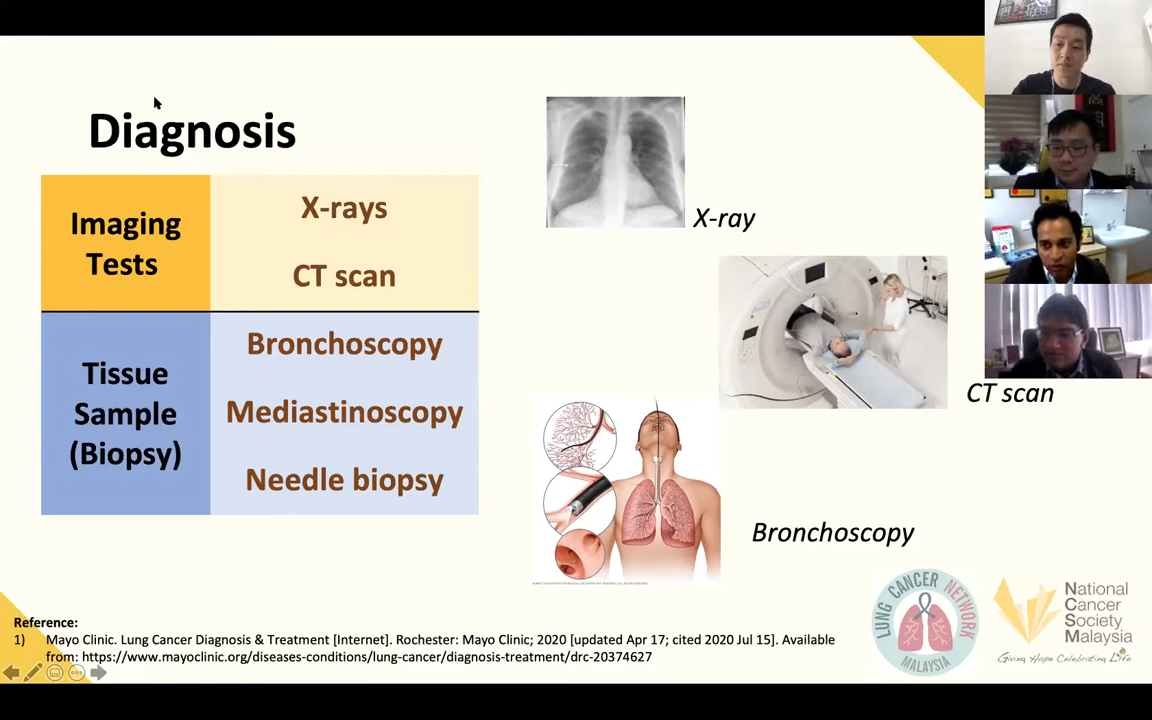 Diagnosis
Imaging
Tests
X-rays
CT scan
Tissue
Sample
(Biopsy)
Bronchoscopy
Mediastinoscopy
Needle biopsy
X-ray
CT scan
Bronchoscopy
Reference:
1) Mayo Clinic. Lung Cancer Diagnosis & Treatment [Internet]. Rochester: Mayo Clinic; 2020 [updated Apr 17; cited 2020 Jul 15]. Available
from: https://www.mayoclinic.org/diseases-conditions/lung-cancer/diagnosis-treatment/drc-20374627
LUNG CANCER NETWORK
MALAYSIA
National
Cancer
Society
Malaysia
Giving Hope Celebrating Life